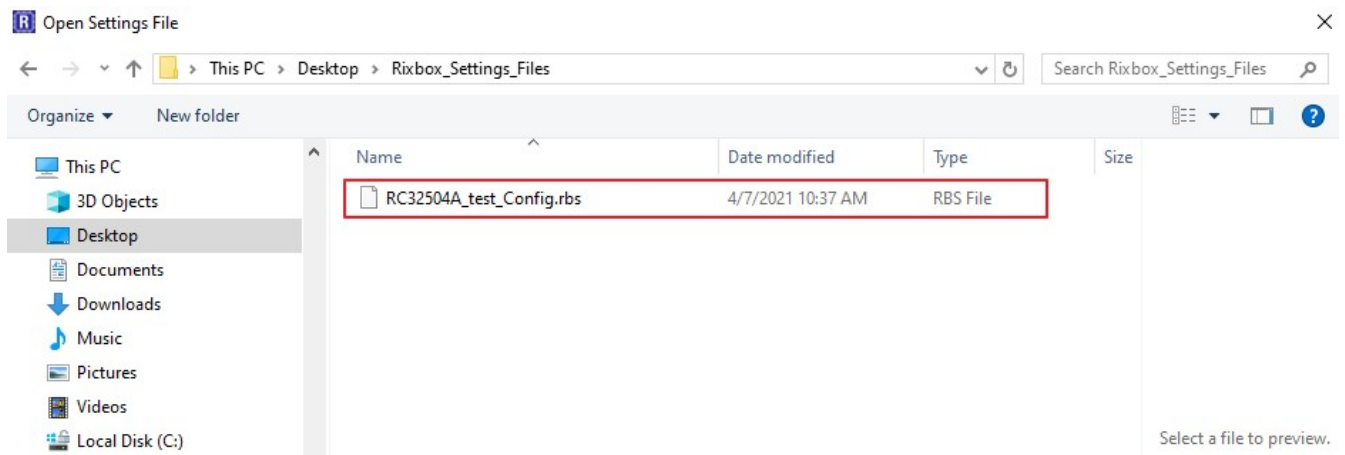 Open Settings File
This PC > Desktop > Rixbox_Settings_Files
Search Rixbox_Settings_Files
Organize
New folder
Name Date modified Type Size
This PC
3D Objects
Desktop
Documents
Downloads
Music
Pictures
Videos
Local Disk (C:)
RC32504A_test_Config.rbs 4/7/2021 10:37 AM RBS File
Select a file to preview.